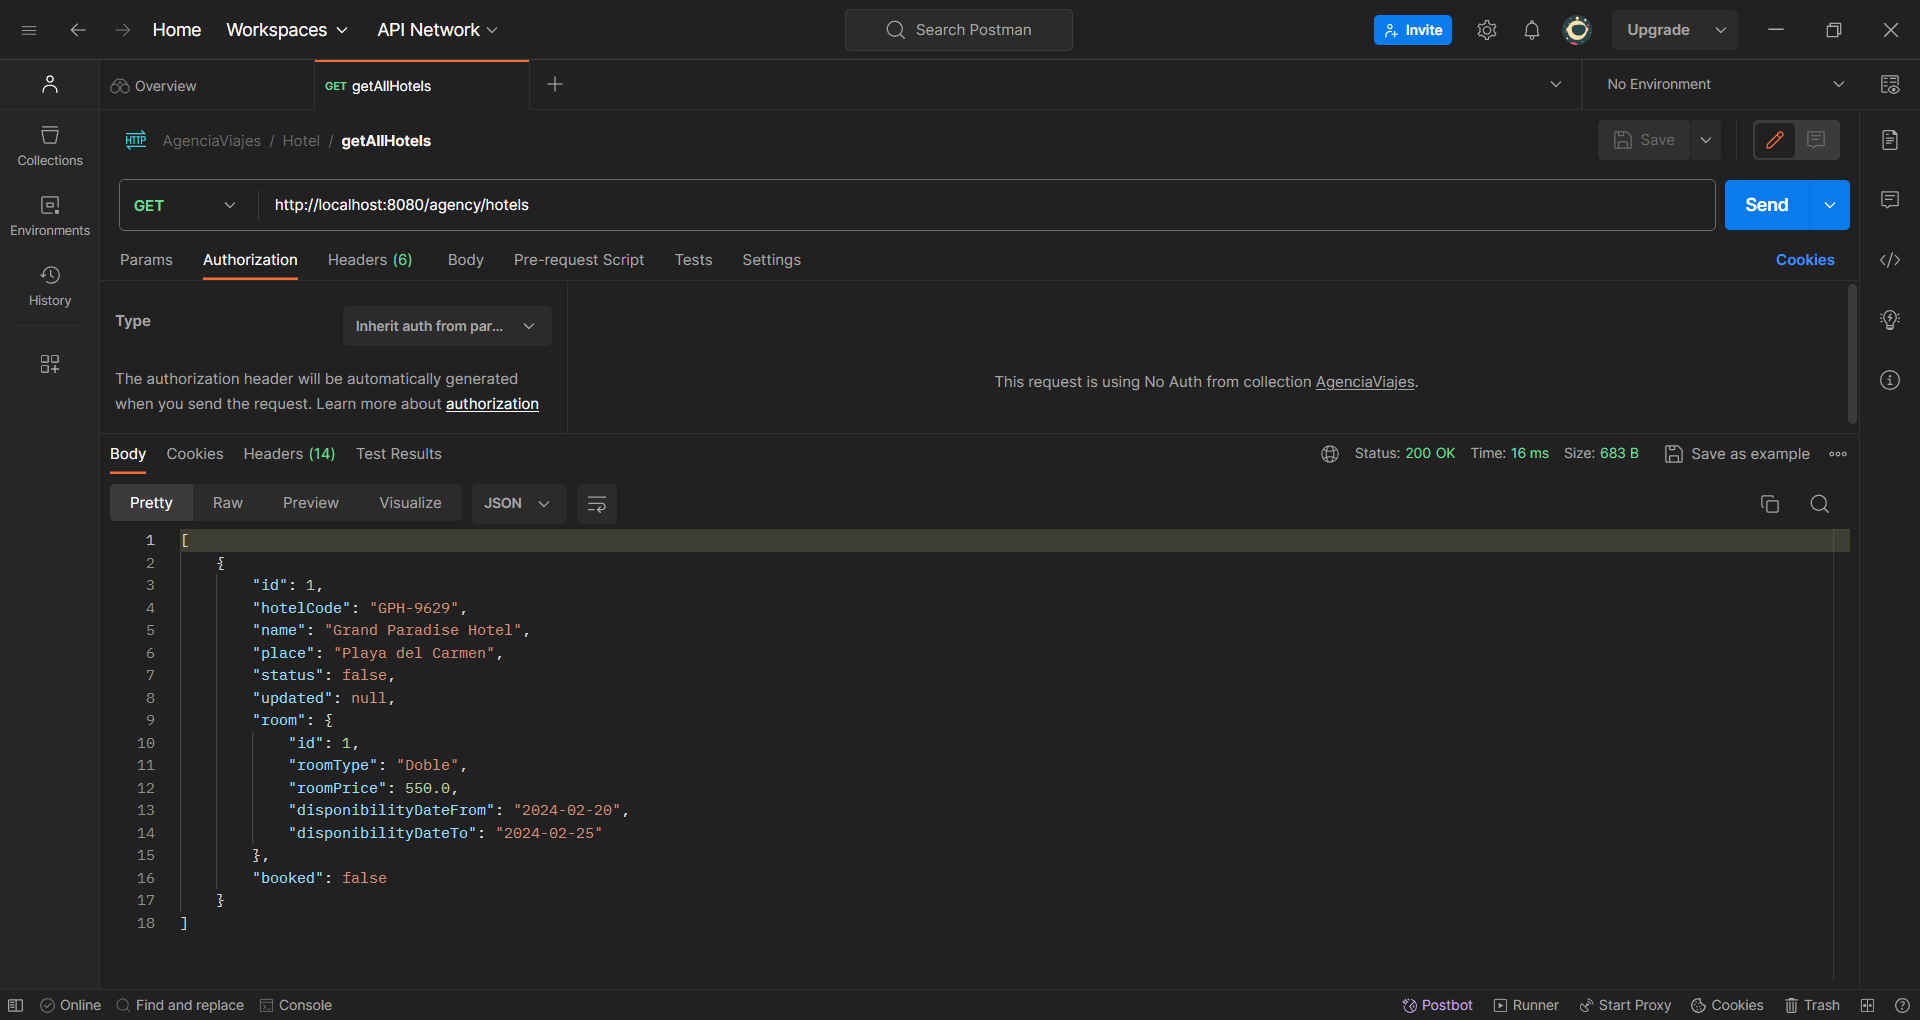 Home Workspaces API Network Search Postman Invite Upgrade
Overview GET getAllHotels No Environment
HTTP AgenciaViajes / Hotel / getAllHotels Save
Collections
GET http://localhost:8080/agency/hotels Send
Environments
Params Authorization Headers (6) Body Pre-request Script Tests Settings Cookies
History
Type Inherit auth from par...
The authorization header will be automatically generated
when you send the request. Learn more about authorization
This request is using No Auth from collection AgenciaViajes.
Body Cookies Headers (14) Test Results Status: 200 OK Time: 16 ms Size: 683 B Save as example
Pretty Raw Preview Visualize JSON
1 [
2 {
3 "id": 1,
4 "hotelCode": "GPH-9629",
5 "name": "Grand Paradise Hotel",
6 "place": "Playa del Carmen",
7 "status": false,
8 "updated": null,
9 "room": {
10 "id": 1,
11 "roomType": "Doble",
12 "roomPrice": 550.0,
13 "disponibilityDateFrom": "2024-02-20",
14 "disponibilityDateTo": "2024-02-25"
15 },
16 "booked": false
17 }
18 ]
Online Find and replace Console Postbot Runner Start Proxy Cookies Trash